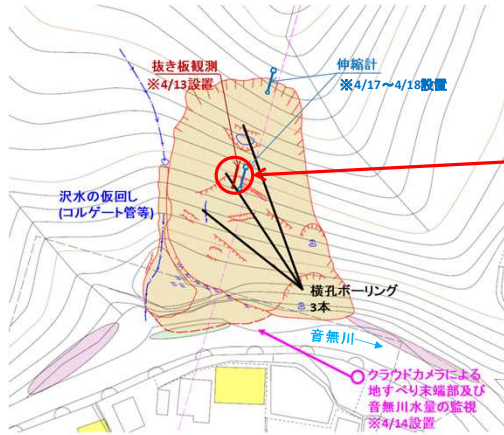 抜き板観測
※4/13設置
伸縮計
※4/17～4/18設置
沢水の仮回し
(コルゲート管等)
横孔ボーリング
3本
音無川
クラウドカメラによる
地すべり末端部及び
音無川水量の監視
※4/14設置